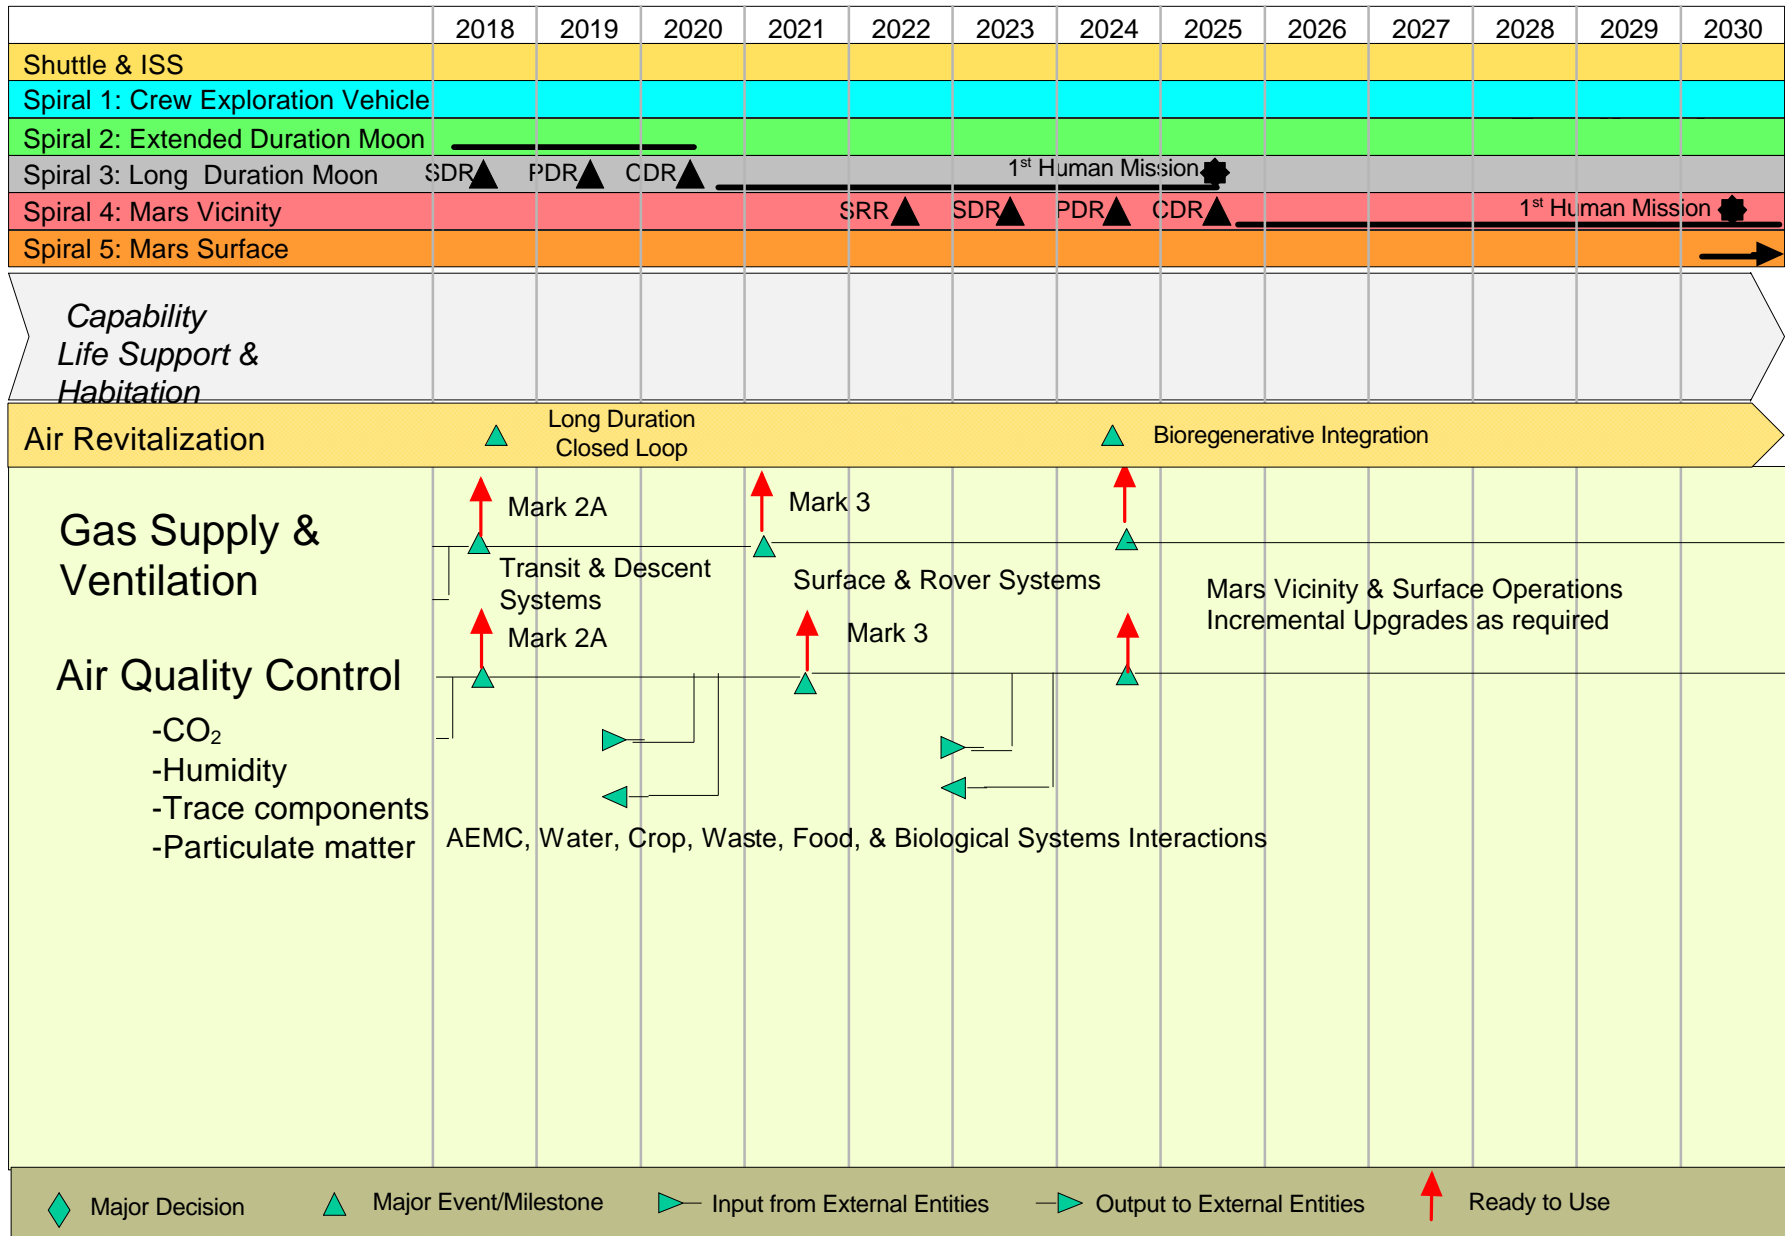 2018 2019 2020 2021 2022 2023 2024 2025 2026 2027 2028 2029 2030
Shuttle & ISS
Spiral 1: Crew Exploration Vehicle
Spiral 2: Extended Duration Moon
Spiral 3: Long Duration Moon SDR PDR CDR 1st Human Mission
Spiral 4: Mars Vicinity SRR SDR PDR CDR 1st Human Mission
Spiral 5: Mars Surface
Capability
Life Support &
Habitation
Air Revitalization
Long Duration
Closed Loop
Bioregenerative Integration
Gas Supply &
Ventilation
Mark 2A
Mark 3
Transit & Descent
Systems
Surface & Rover Systems
Mars Vicinity & Surface Operations
Incremental Upgrades as required
Air Quality Control
Mark 2A
Mark 3
-CO₂
-Humidity
-Trace components
-Particulate matter
AEMC, Water, Crop, Waste, Food, & Biological Systems Interactions
Major Decision Major Event/Milestone Input from External Entities Output to External Entities Ready to Use